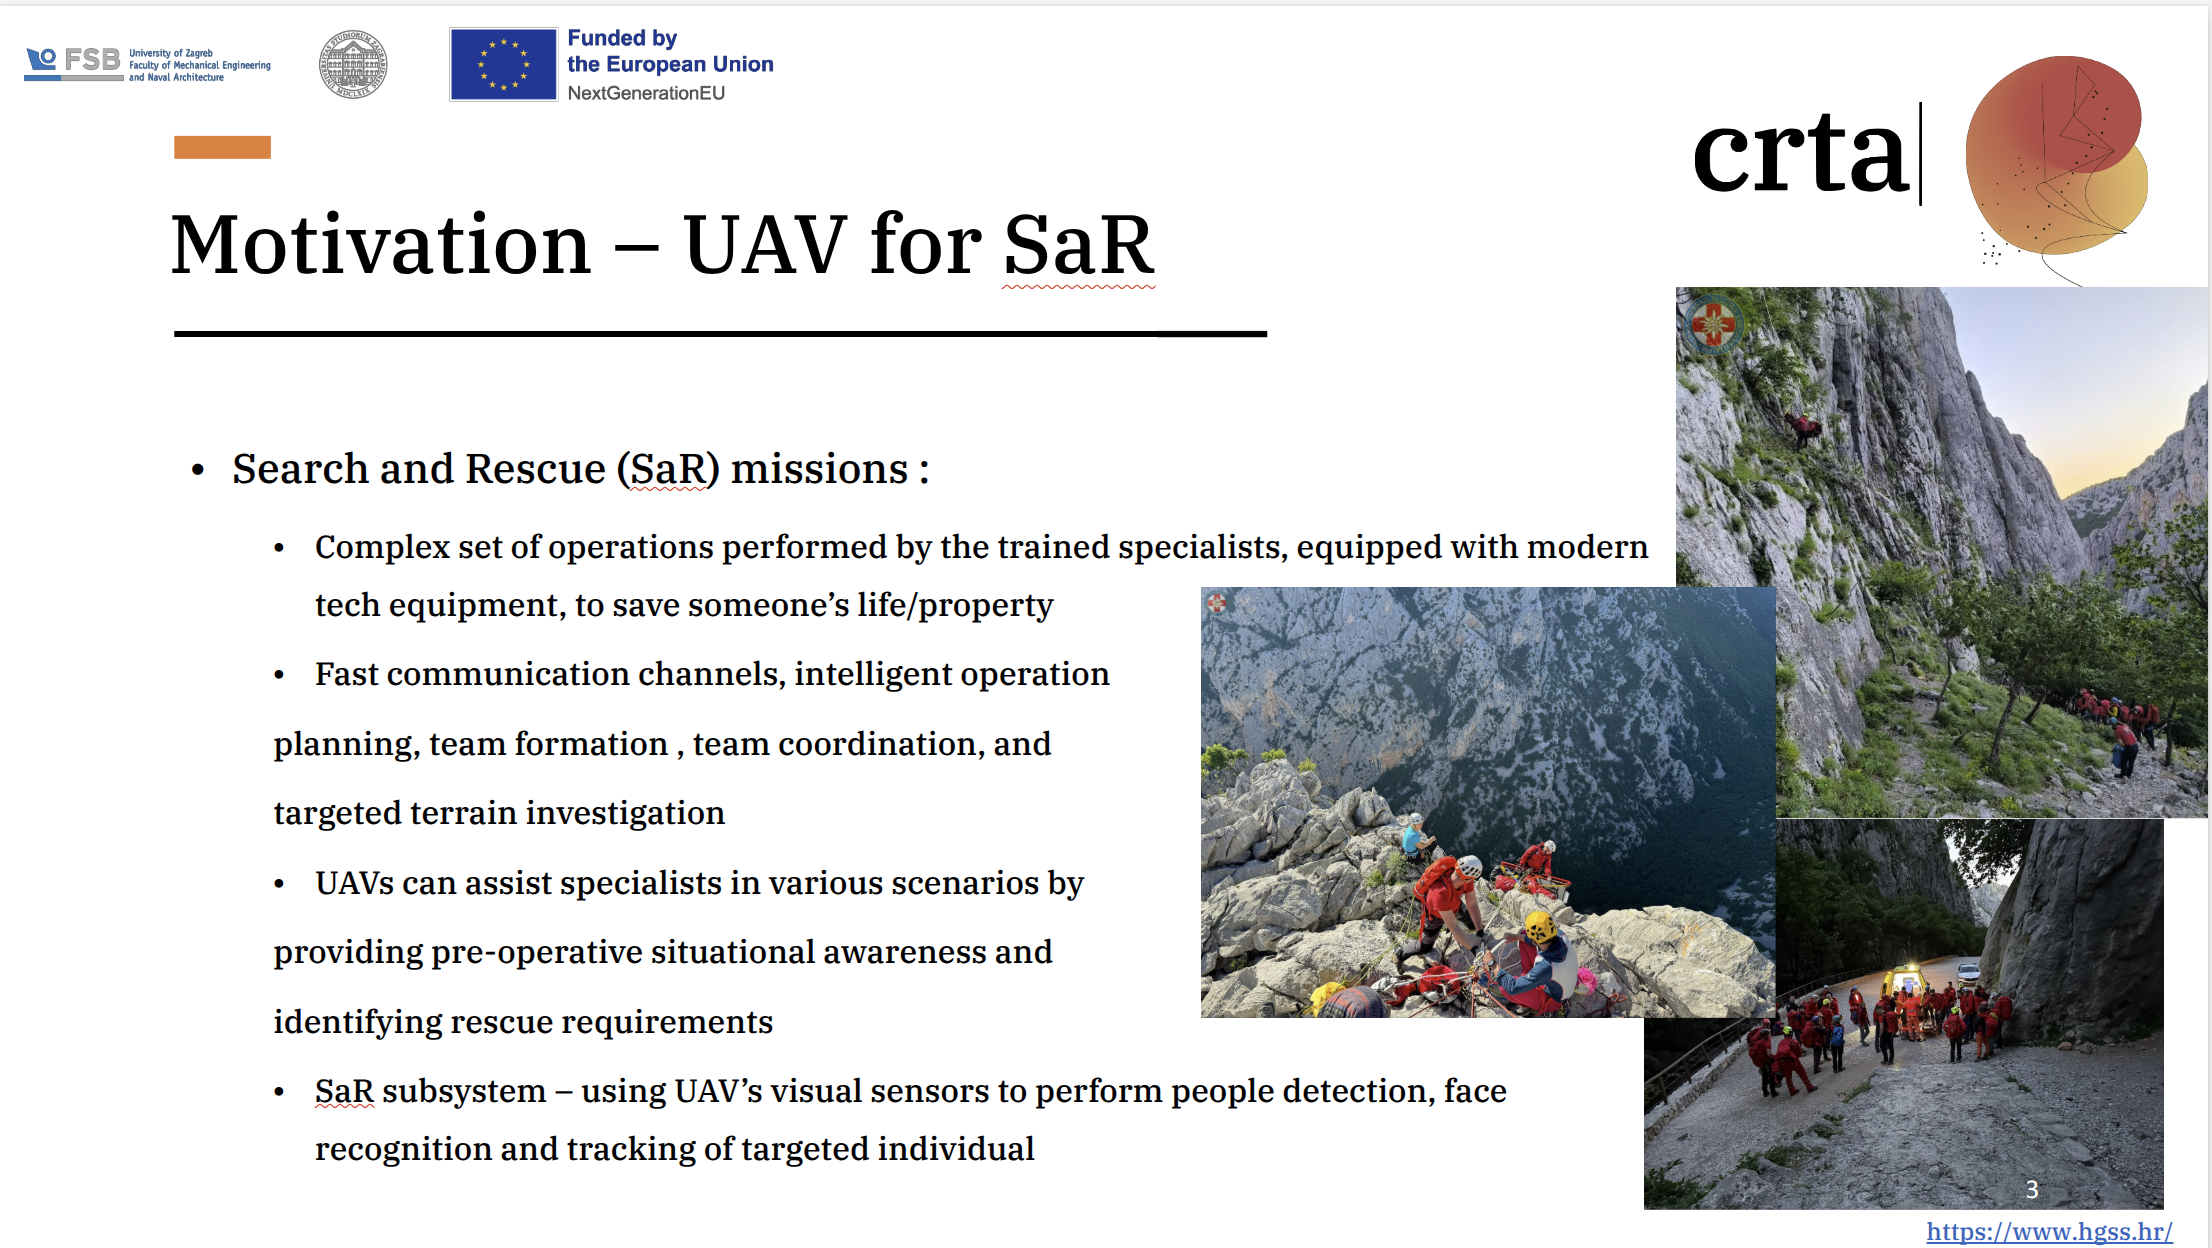 FSB
University of Zagreb
Faculty of Mechanical Engineering
and Naval Architecture
Funded by
the European Union
NextGenerationEU
crta
Motivation – UAV for SaR
• Search and Rescue (SaR) missions :
• Complex set of operations performed by the trained specialists, equipped with modern
tech equipment, to save someone’s life/property
• Fast communication channels, intelligent operation
planning, team formation , team coordination, and
targeted terrain investigation
• UAVs can assist specialists in various scenarios by
providing pre-operative situational awareness and
identifying rescue requirements
• SaR subsystem – using UAV’s visual sensors to perform people detection, face
recognition and tracking of targeted individual
3
https://www.hgss.hr/